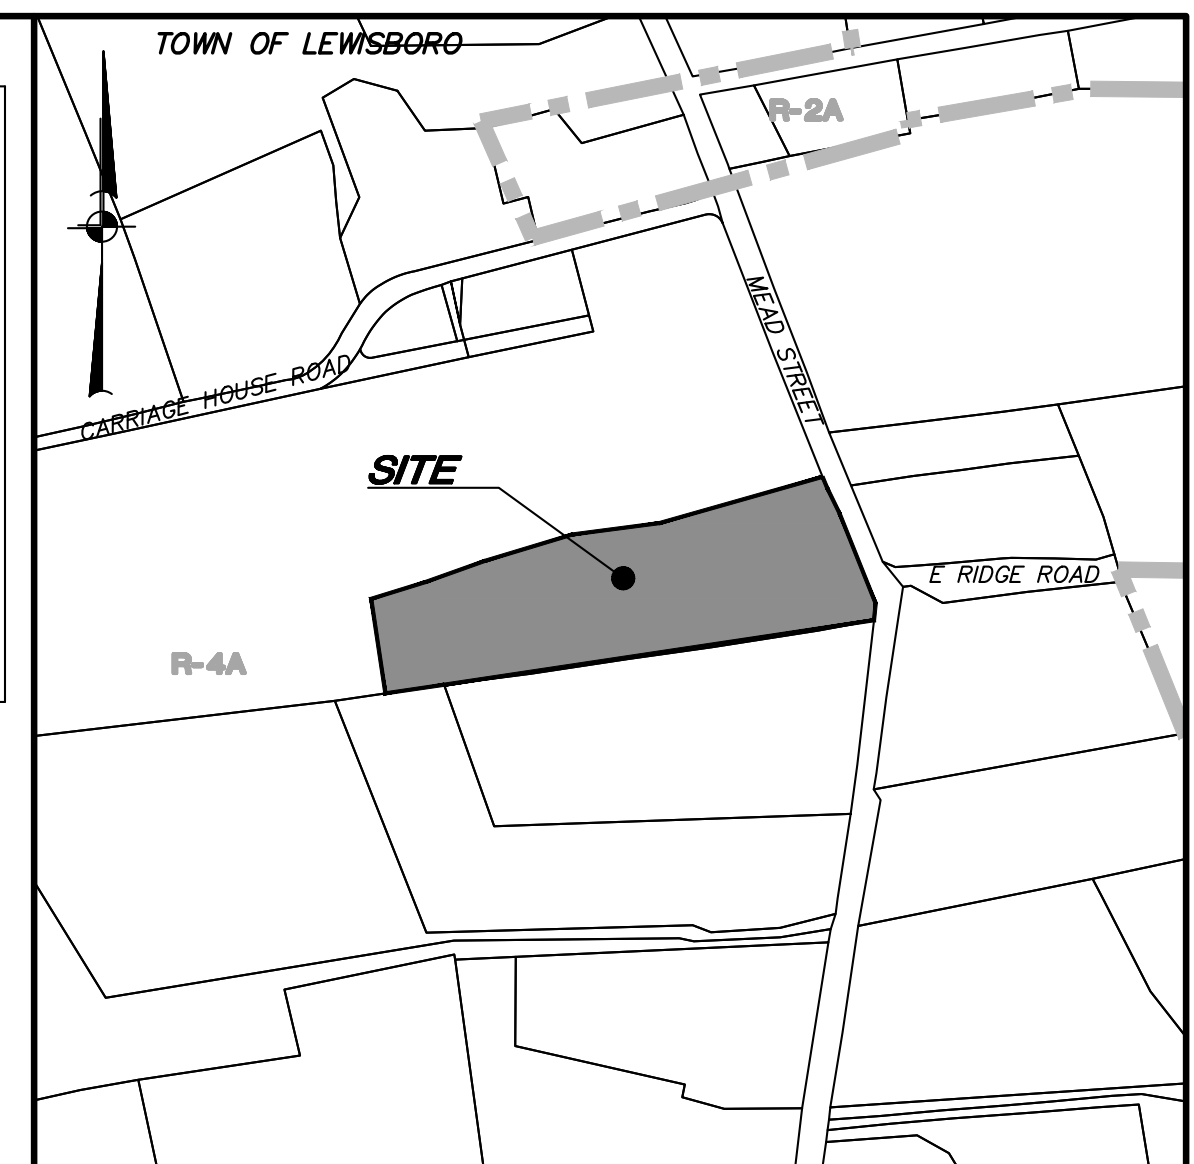 TOWN OF LEWISBORO
R-2A
MEAD STREET
CARRIAGE HOUSE ROAD
SITE
E RIDGE ROAD
R-4A